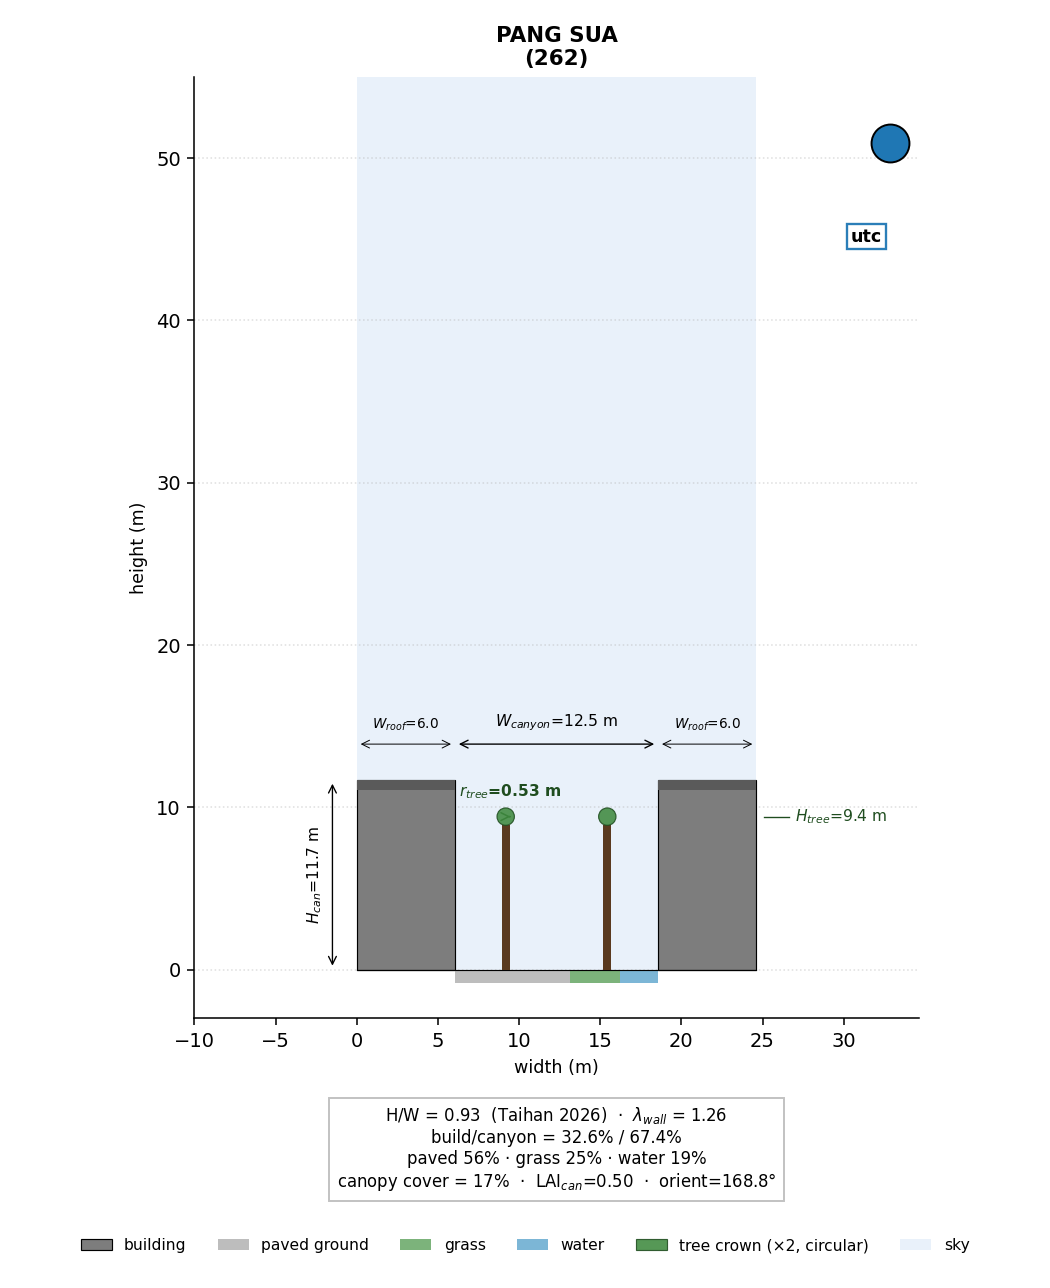 PANG SUA
(262)
50
40
30
20
10
0
height (m)
utc
W_roof=6.0
W_canyon=12.5 m
W_roof=6.0
r_tree=0.53 m
H_tree=9.4 m
H_can=11.7 m
−10 −5 0 5 10 15 20 25 30
width (m)
H/W = 0.93 (Taihan 2026) · λ_wall = 1.26
build/canyon = 32.6% / 67.4%
paved 56% · grass 25% · water 19%
canopy cover = 17% · LAI_can=0.50 · orient=168.8°
building paved ground grass water tree crown (×2, circular) sky